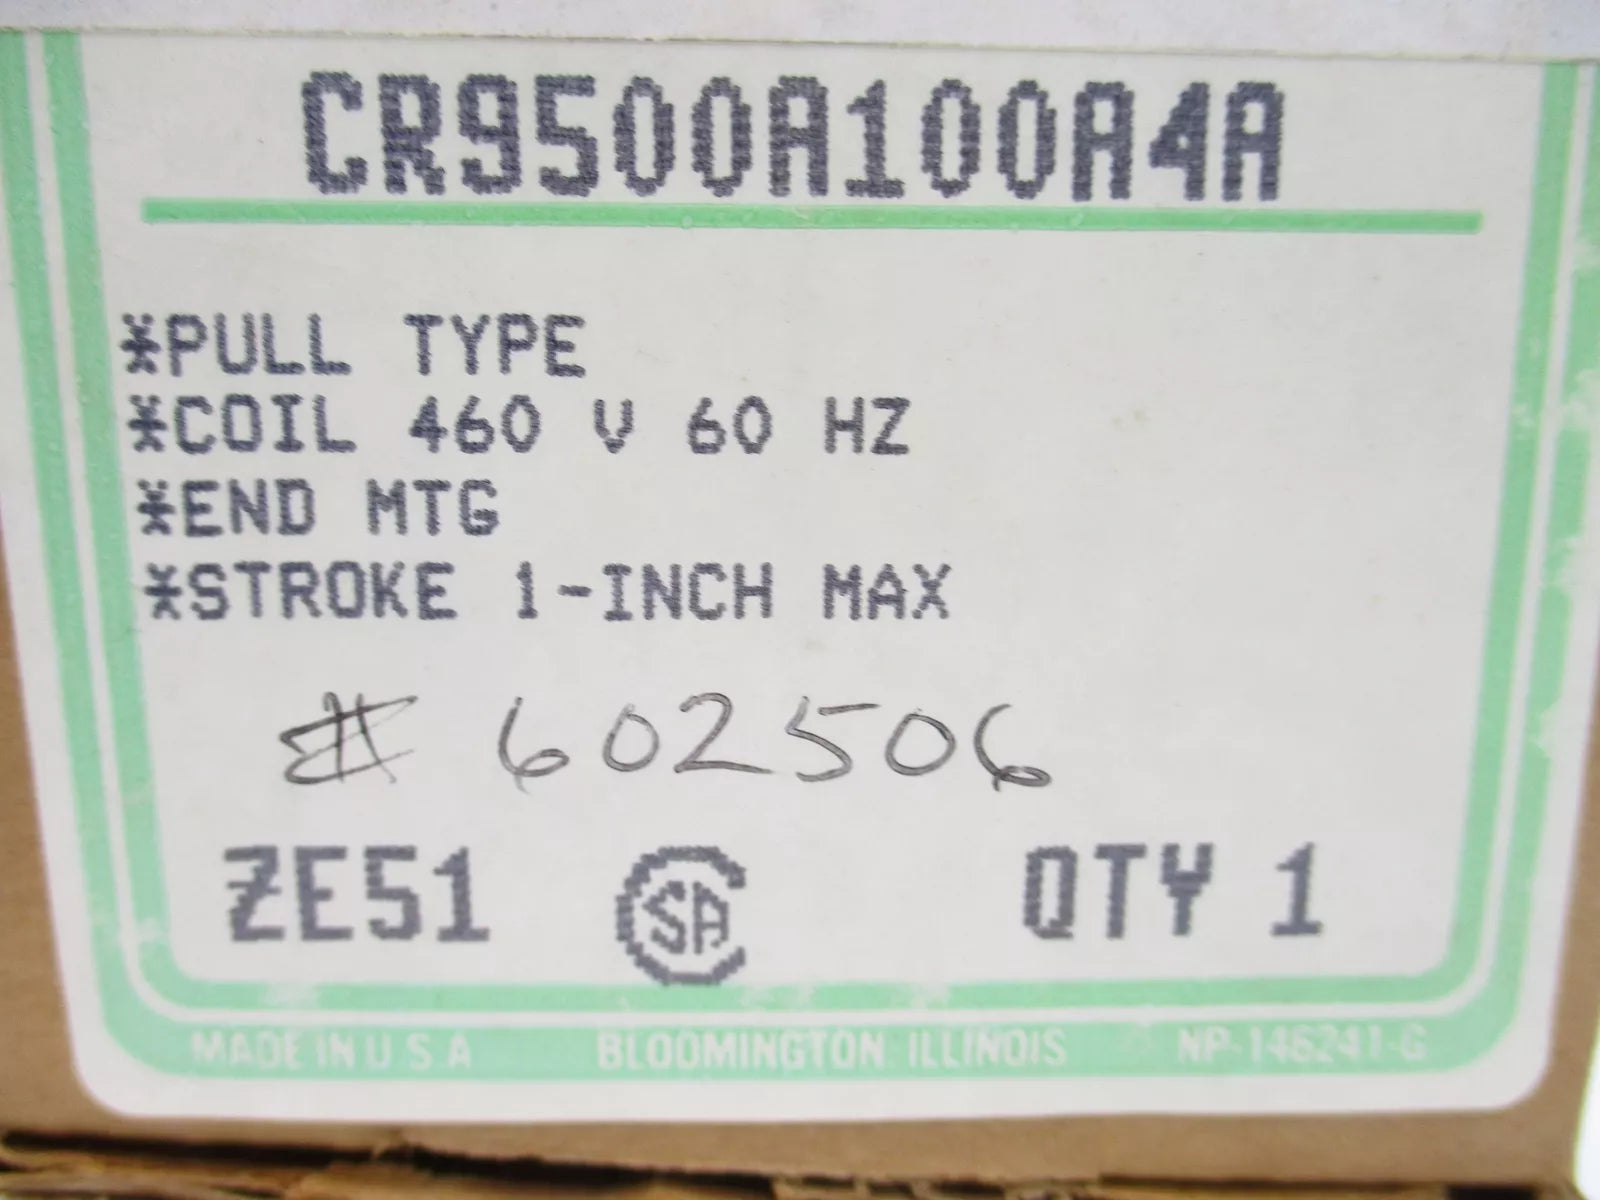 CR9500A100A4A
*PULL TYPE
*COIL 460 V 60 HZ
*END MTG
*STROKE 1-INCH MAX
# 602506
ZE51 CSA QTY 1
MADE IN U.S.A BLOOMINGTON ILLINOIS NP-146241-G